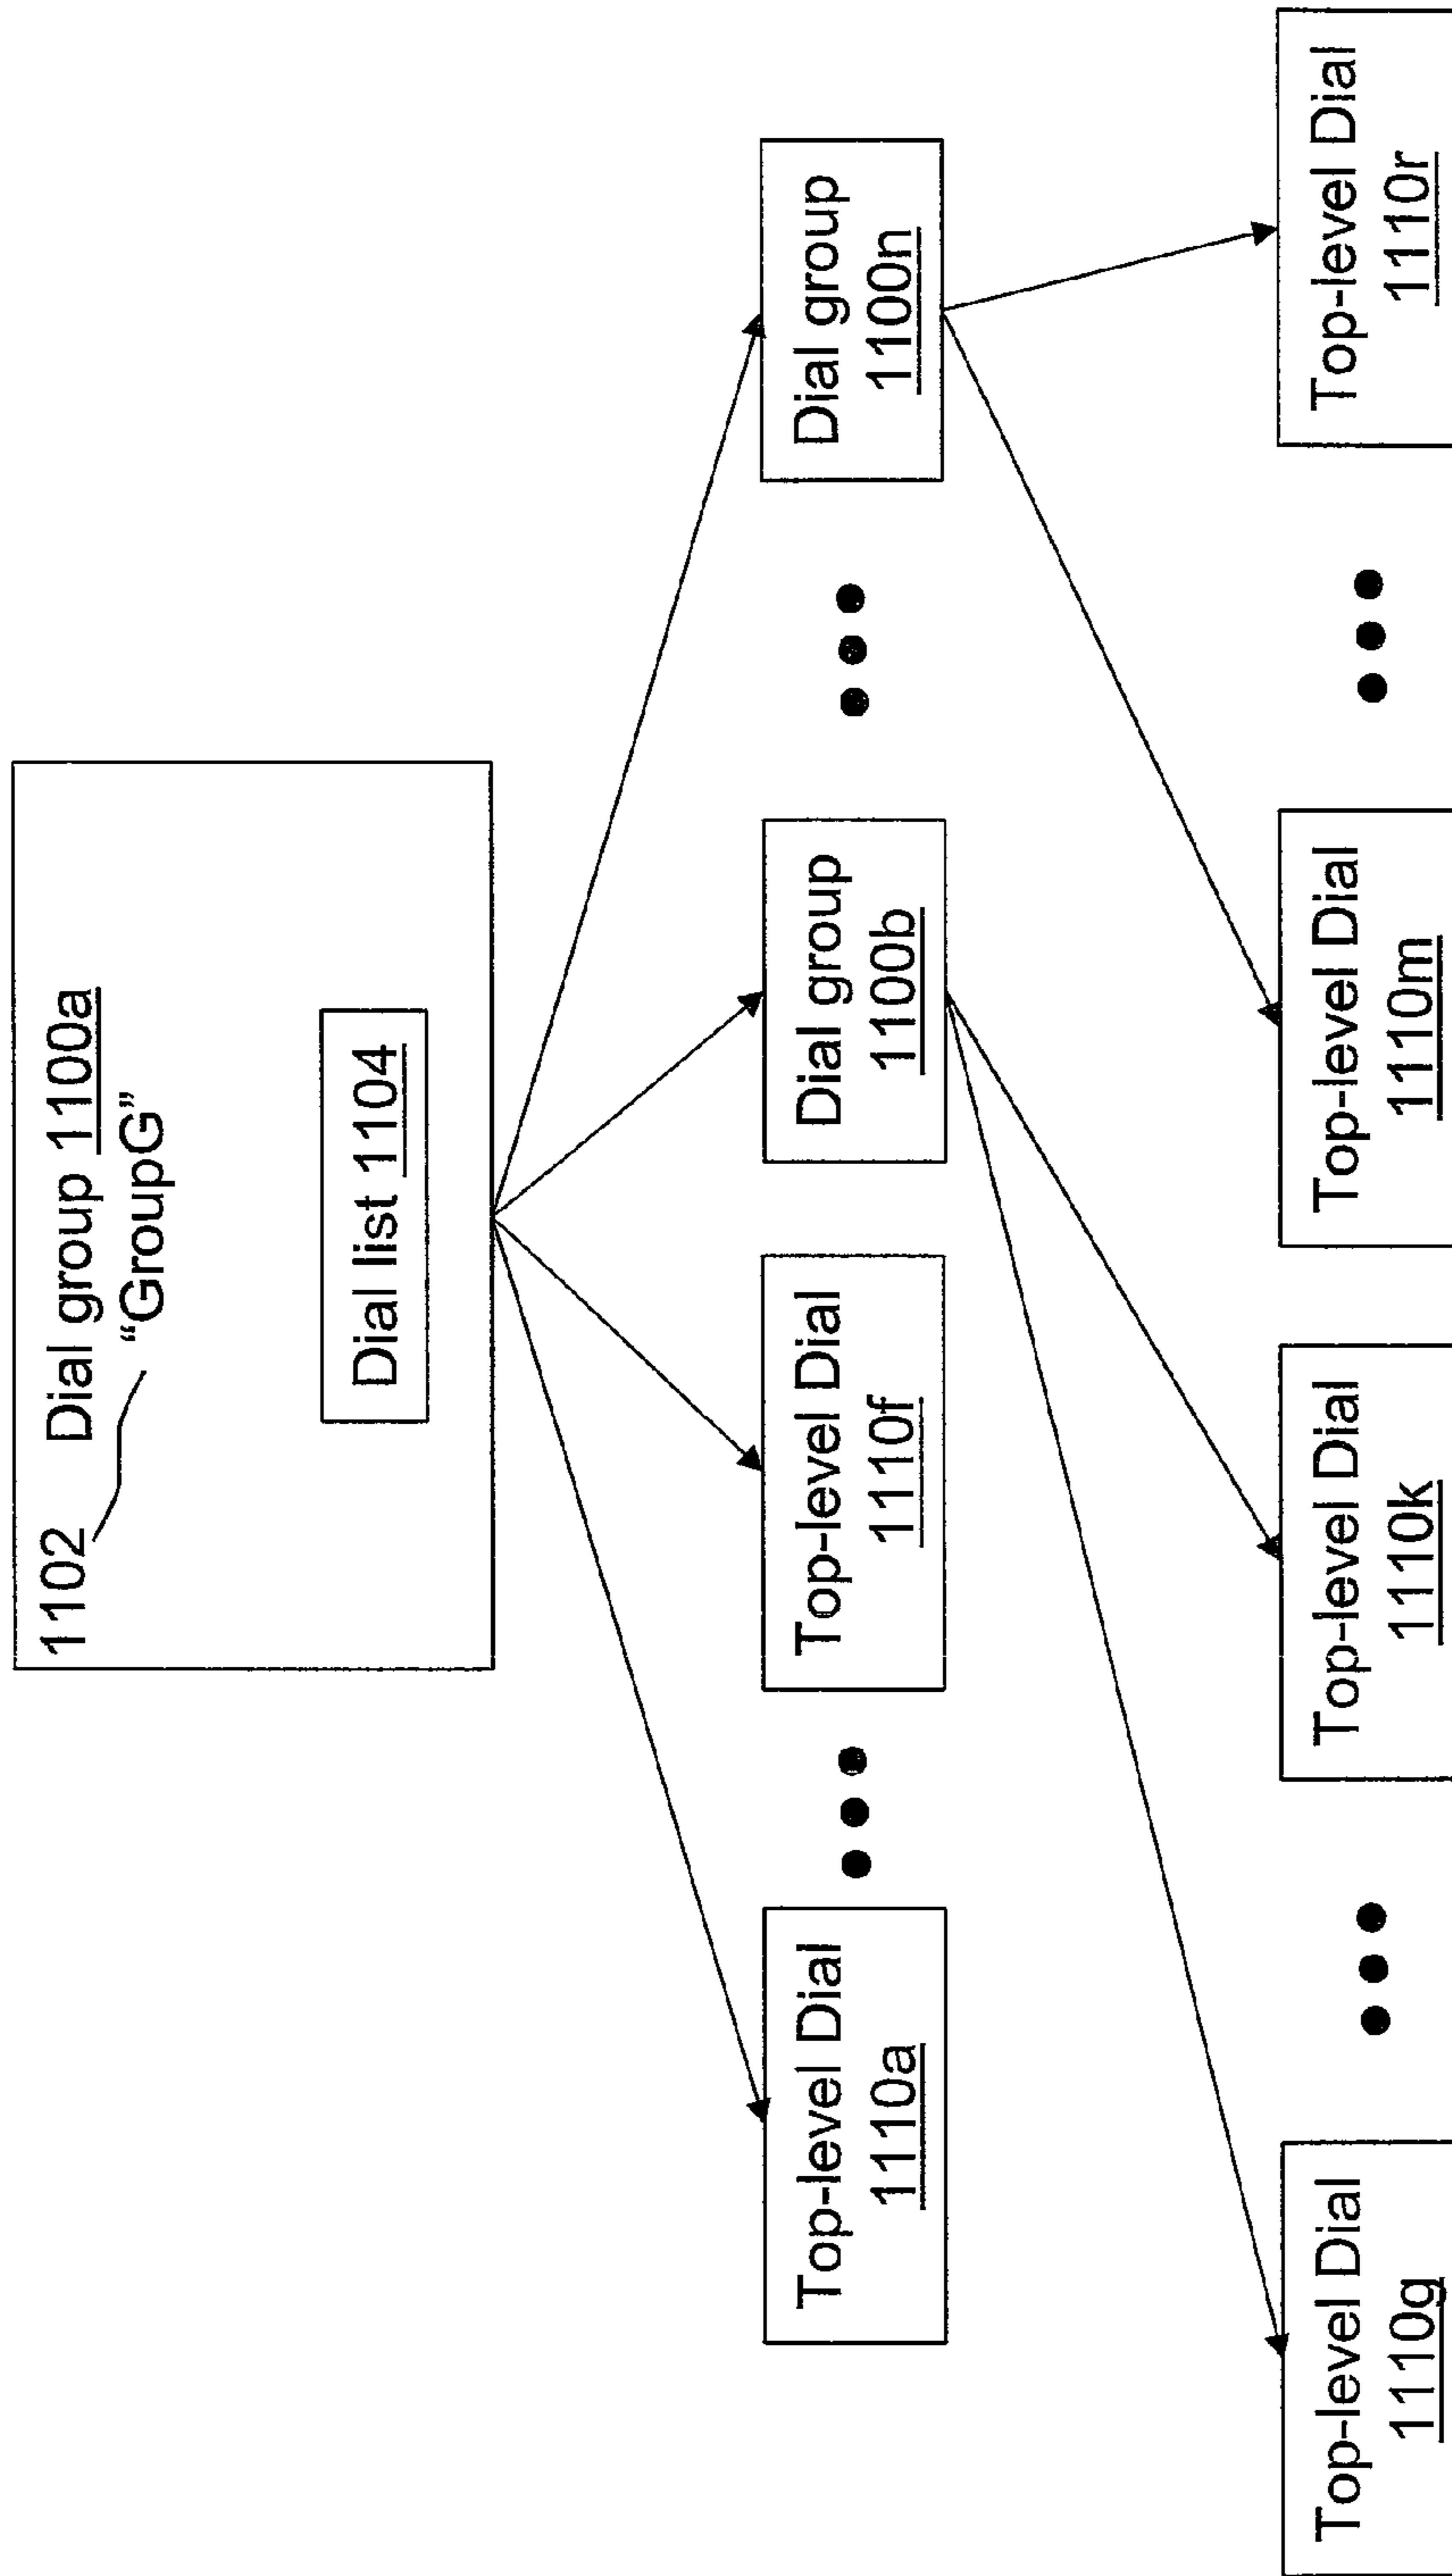 1102
Dial group 1100a
“GroupG”
Dial list 1104
Top-level Dial
1110a
Top-level Dial
1110f
Dial group
1100b
Dial group
1100n
Top-level Dial
1110g
Top-level Dial
1110k
Top-level Dial
1110m
Top-level Dial
1110r